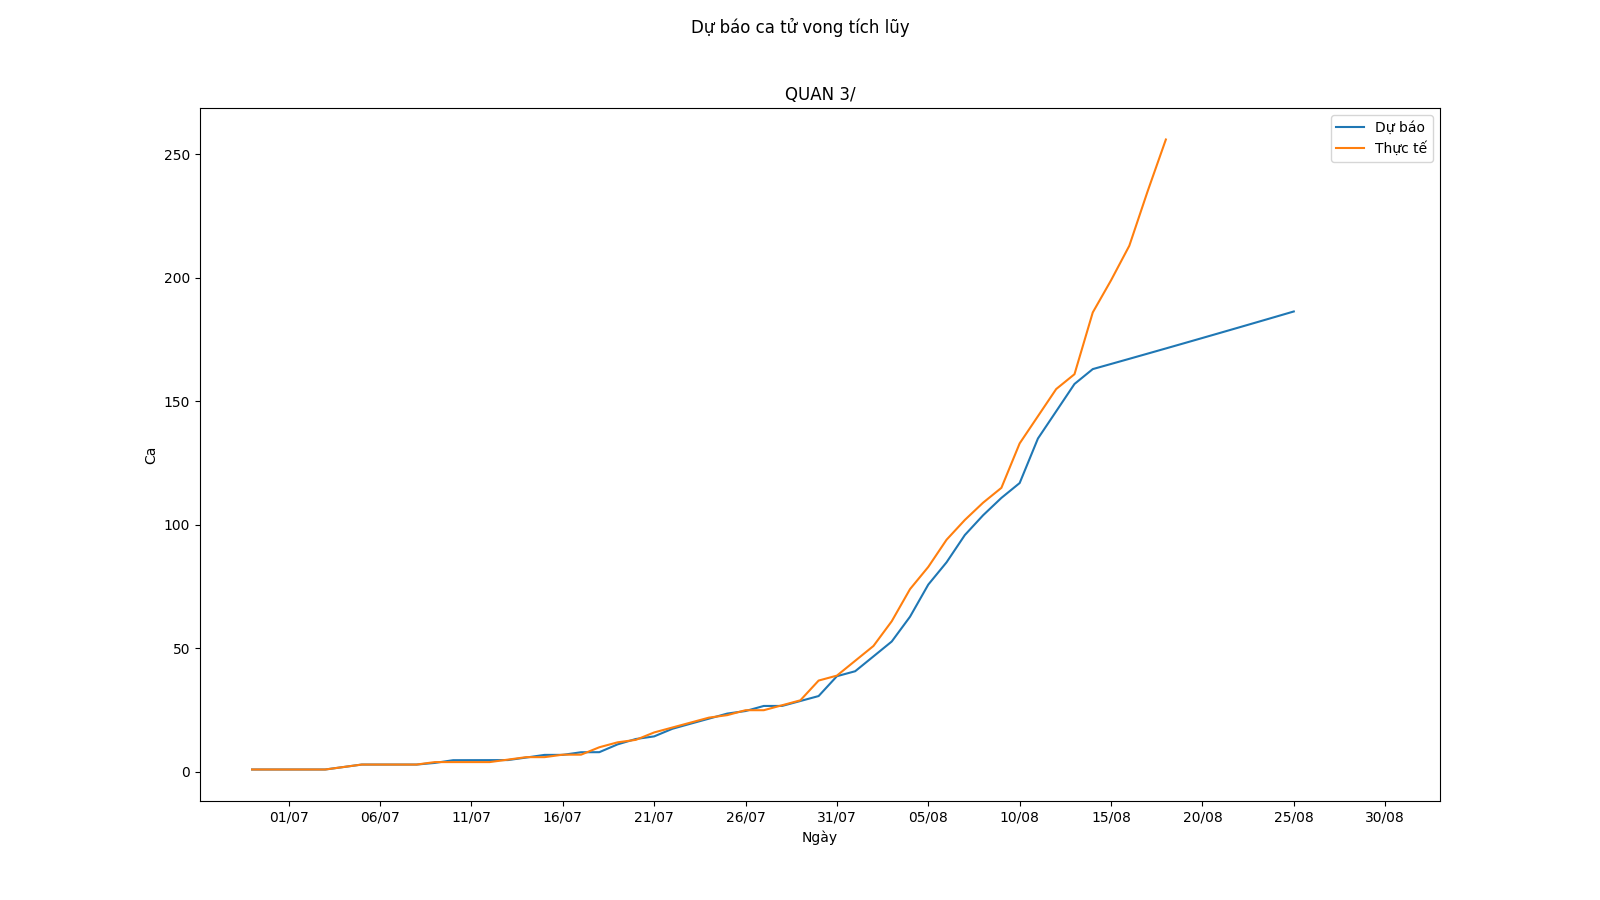 Dự báo ca tử vong tích lũy
QUAN 3/
Dự báo
Thực tế
250
200
150
100
50
0
Ca
01/07 06/07 11/07 16/07 21/07 26/07 31/07 05/08 10/08 15/08 20/08 25/08 30/08
Ngày